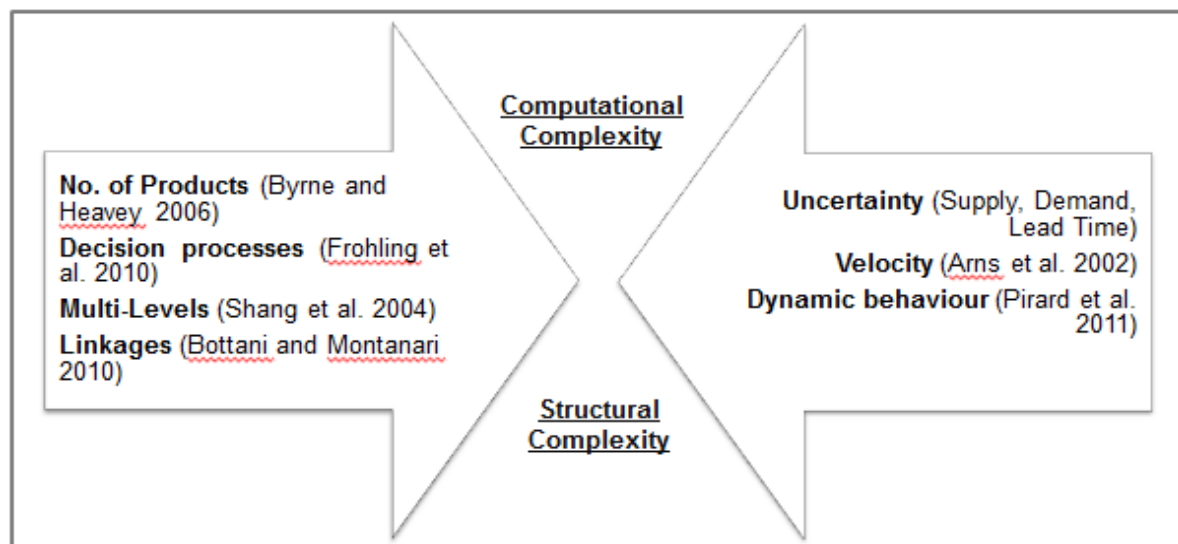 Computational
Complexity
No. of Products (Byrne and
Heavey 2006)
Decision processes (Frohling et
al. 2010)
Multi-Levels (Shang et al. 2004)
Linkages (Bottani and Montanari
2010)
Uncertainty (Supply, Demand,
Lead Time)
Velocity (Arns et al. 2002)
Dynamic behaviour (Pirard et al.
2011)
Structural
Complexity